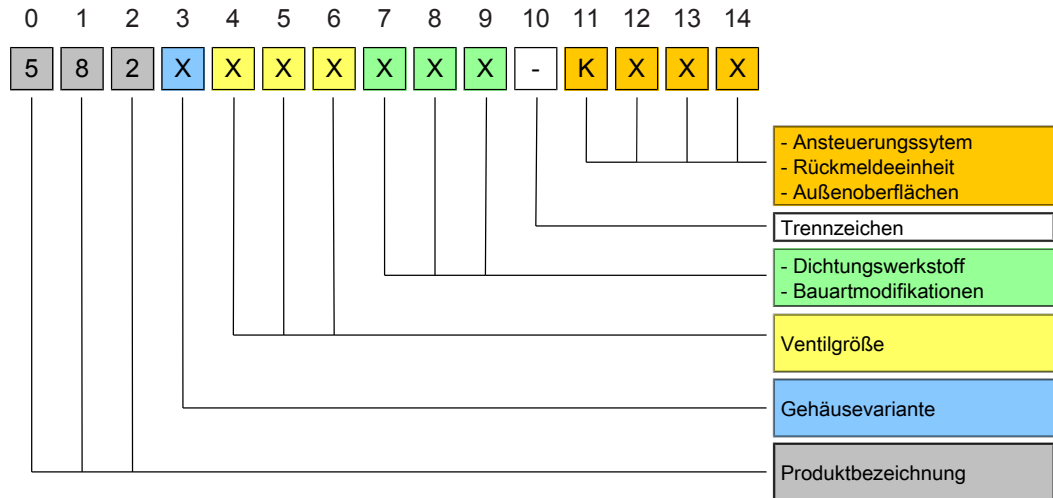 0 1 2 3 4 5 6 7 8 9 10 11 12 13 14
5 8 2 X X X X X X X - K X X X
- Ansteuerungssytem
- Rückmeldeeinheit
- Außenoberflächen
Trennzeichen
- Dichtungswerkstoff
- Bauartmodifikationen
Ventilgröße
Gehäusevariante
Produktbezeichnung